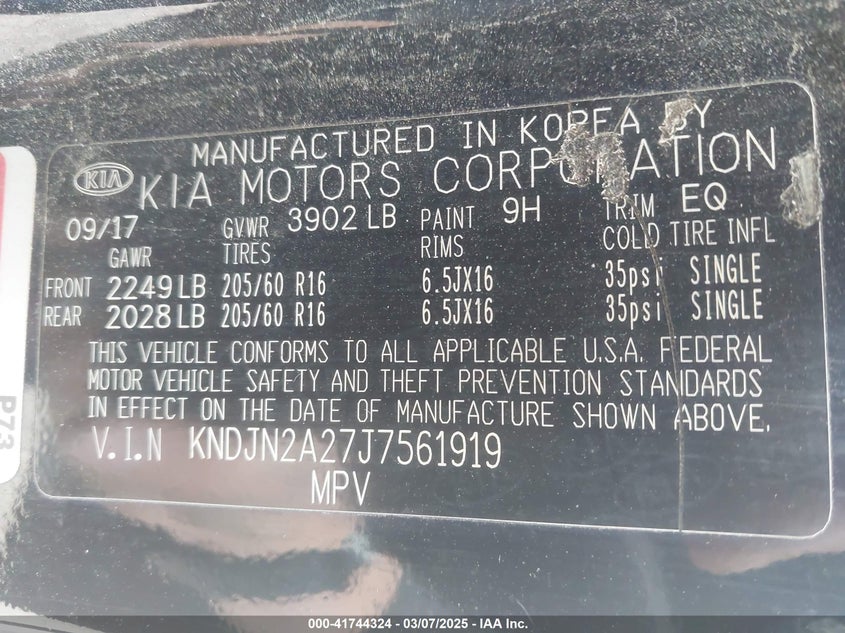 MANUFACTURED IN KOREA BY
KIA KIA MOTORS CORPORATION
09/17 GVWR 3902 LB PAINT 9H TRIM EQ
GAWR TIRES RIMS COLD TIRE INFL
FRONT 2249 LB 205/60 R16 6.5JX16 35psi SINGLE
REAR 2028 LB 205/60 R16 6.5JX16 35psi SINGLE
THIS VEHICLE CONFORMS TO ALL APPLICABLE U.S.A. FEDERAL
MOTOR VEHICLE SAFETY AND THEFT PREVENTION STANDARDS
IN EFFECT ON THE DATE OF MANUFACTURE SHOWN ABOVE.
V.I.N KNDJN2A27J7561919
MPV
P73
000-41744324 - 03/07/2025 - IAA Inc.